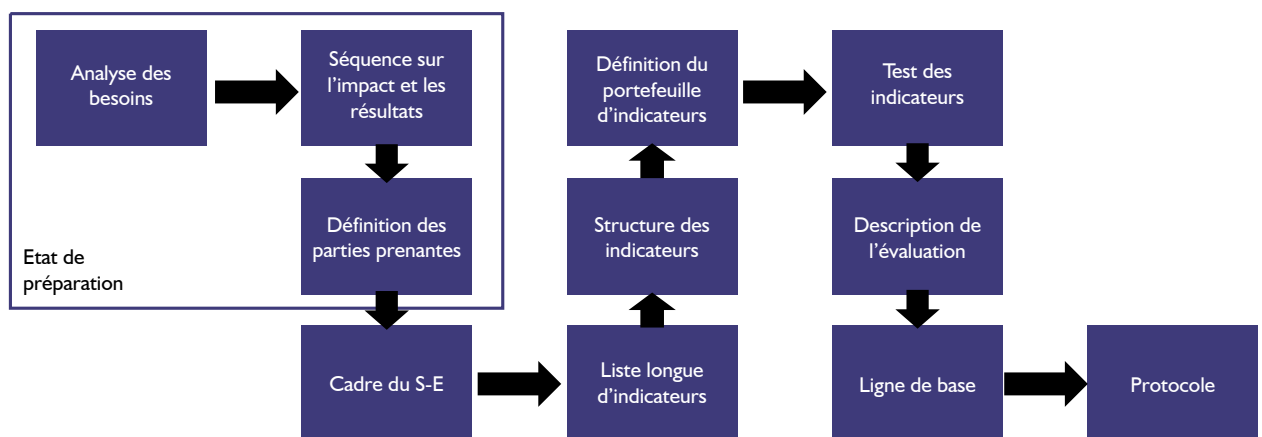 Analyse des
besoins
Séquence sur
l'impact et les
résultats
Définition des
parties prenantes
Etat de
préparation
Cadre du S-E
Liste longue
d'indicateurs
Structure des
indicateurs
Définition du
portefeuille
d'indicateurs
Test des
indicateurs
Description de
l'évaluation
Ligne de base
Protocole